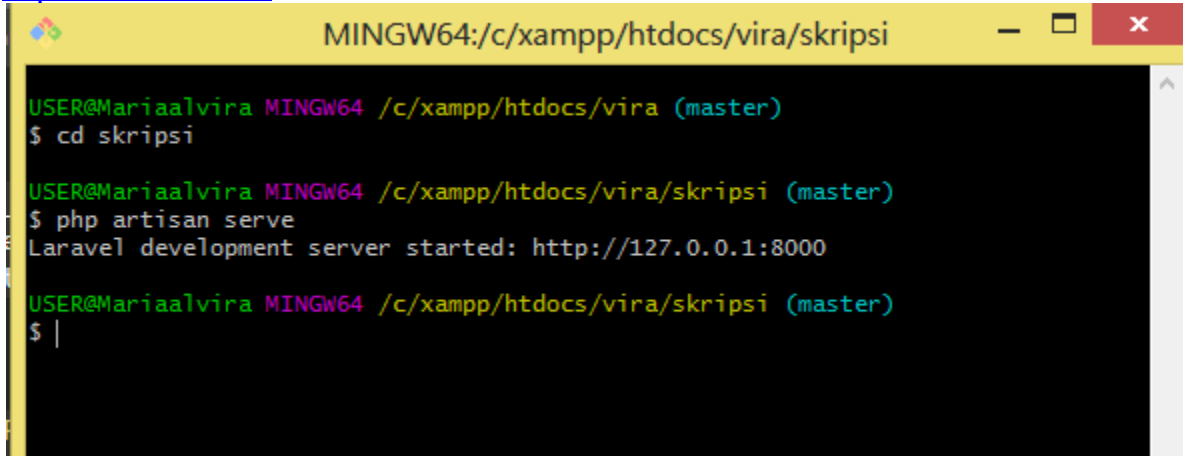 MINGW64:/c/xampp/htdocs/vira/skripsi
USER@Mariaalvira MINGW64 /c/xampp/htdocs/vira (master)
$ cd skripsi
USER@Mariaalvira MINGW64 /c/xampp/htdocs/vira/skripsi (master)
$ php artisan serve
Laravel development server started: http://127.0.0.1:8000
USER@Mariaalvira MINGW64 /c/xampp/htdocs/vira/skripsi (master)
$